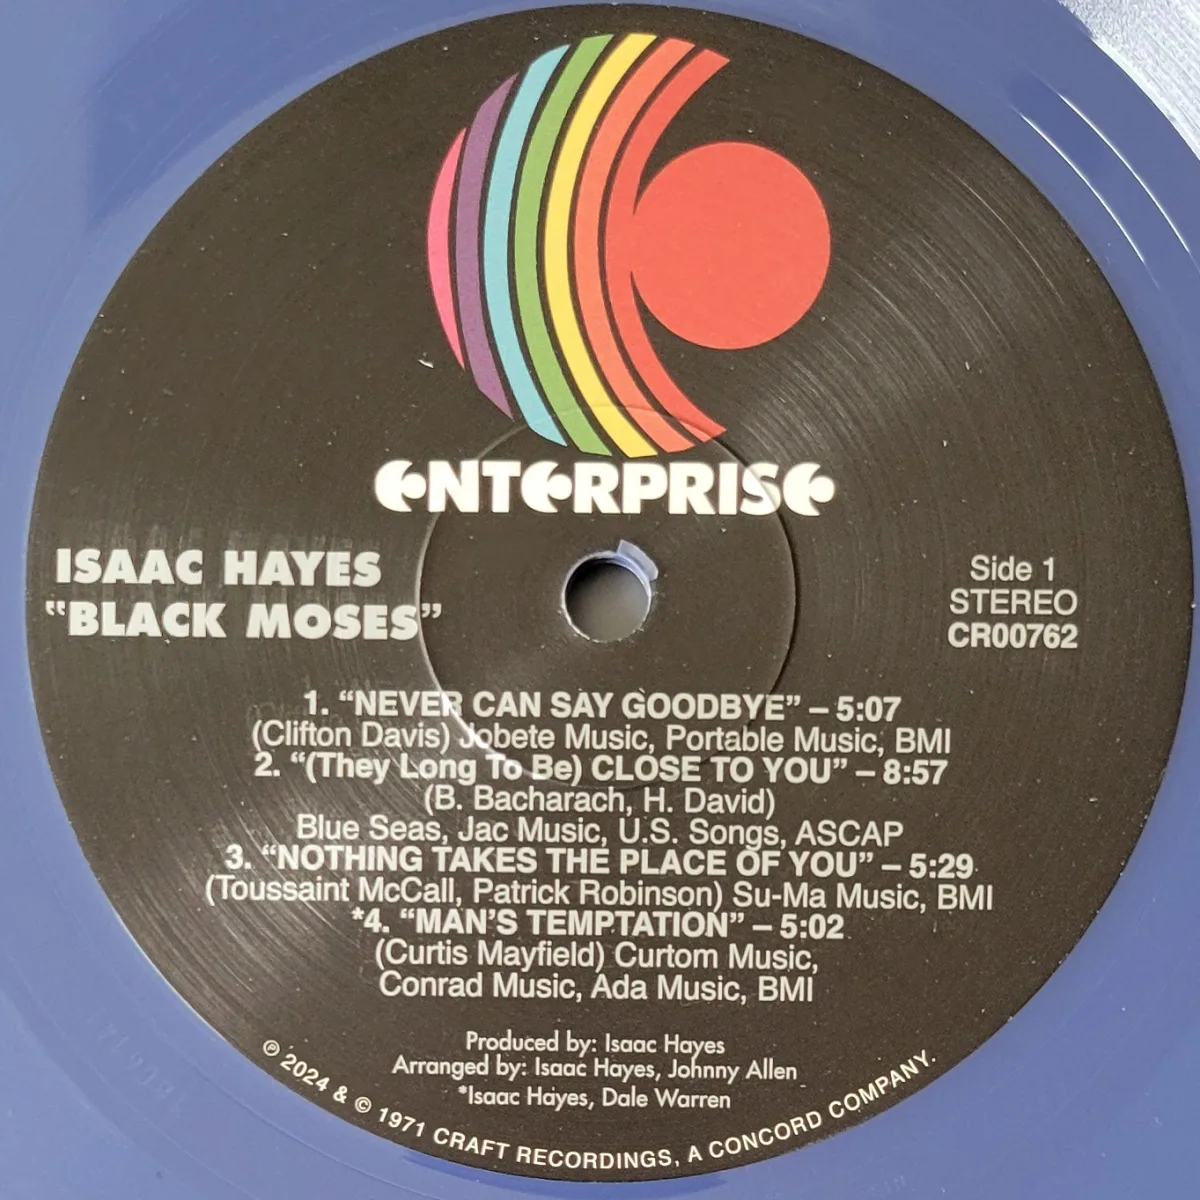 ENTERPRISE
ISAAC HAYES
“BLACK MOSES”
Side 1
STEREO
CR00762
1. “NEVER CAN SAY GOODBYE” – 5:07
(Clifton Davis) Jobete Music, Portable Music, BMI
2. “(They Long To Be) CLOSE TO YOU” – 8:57
(B. Bacharach, H. David)
Blue Seas, Jac Music, U.S. Songs, ASCAP
3. “NOTHING TAKES THE PLACE OF YOU” – 5:29
(Toussaint McCall, Patrick Robinson) Su-Ma Music, BMI
*4. “MAN’S TEMPTATION” – 5:02
(Curtis Mayfield) Curtom Music,
Conrad Music, Ada Music, BMI
Produced by: Isaac Hayes
Arranged by: Isaac Hayes, Johnny Allen
*Isaac Hayes, Dale Warren
℗ 2024 & © 1971 CRAFT RECORDINGS, A CONCORD COMPANY.